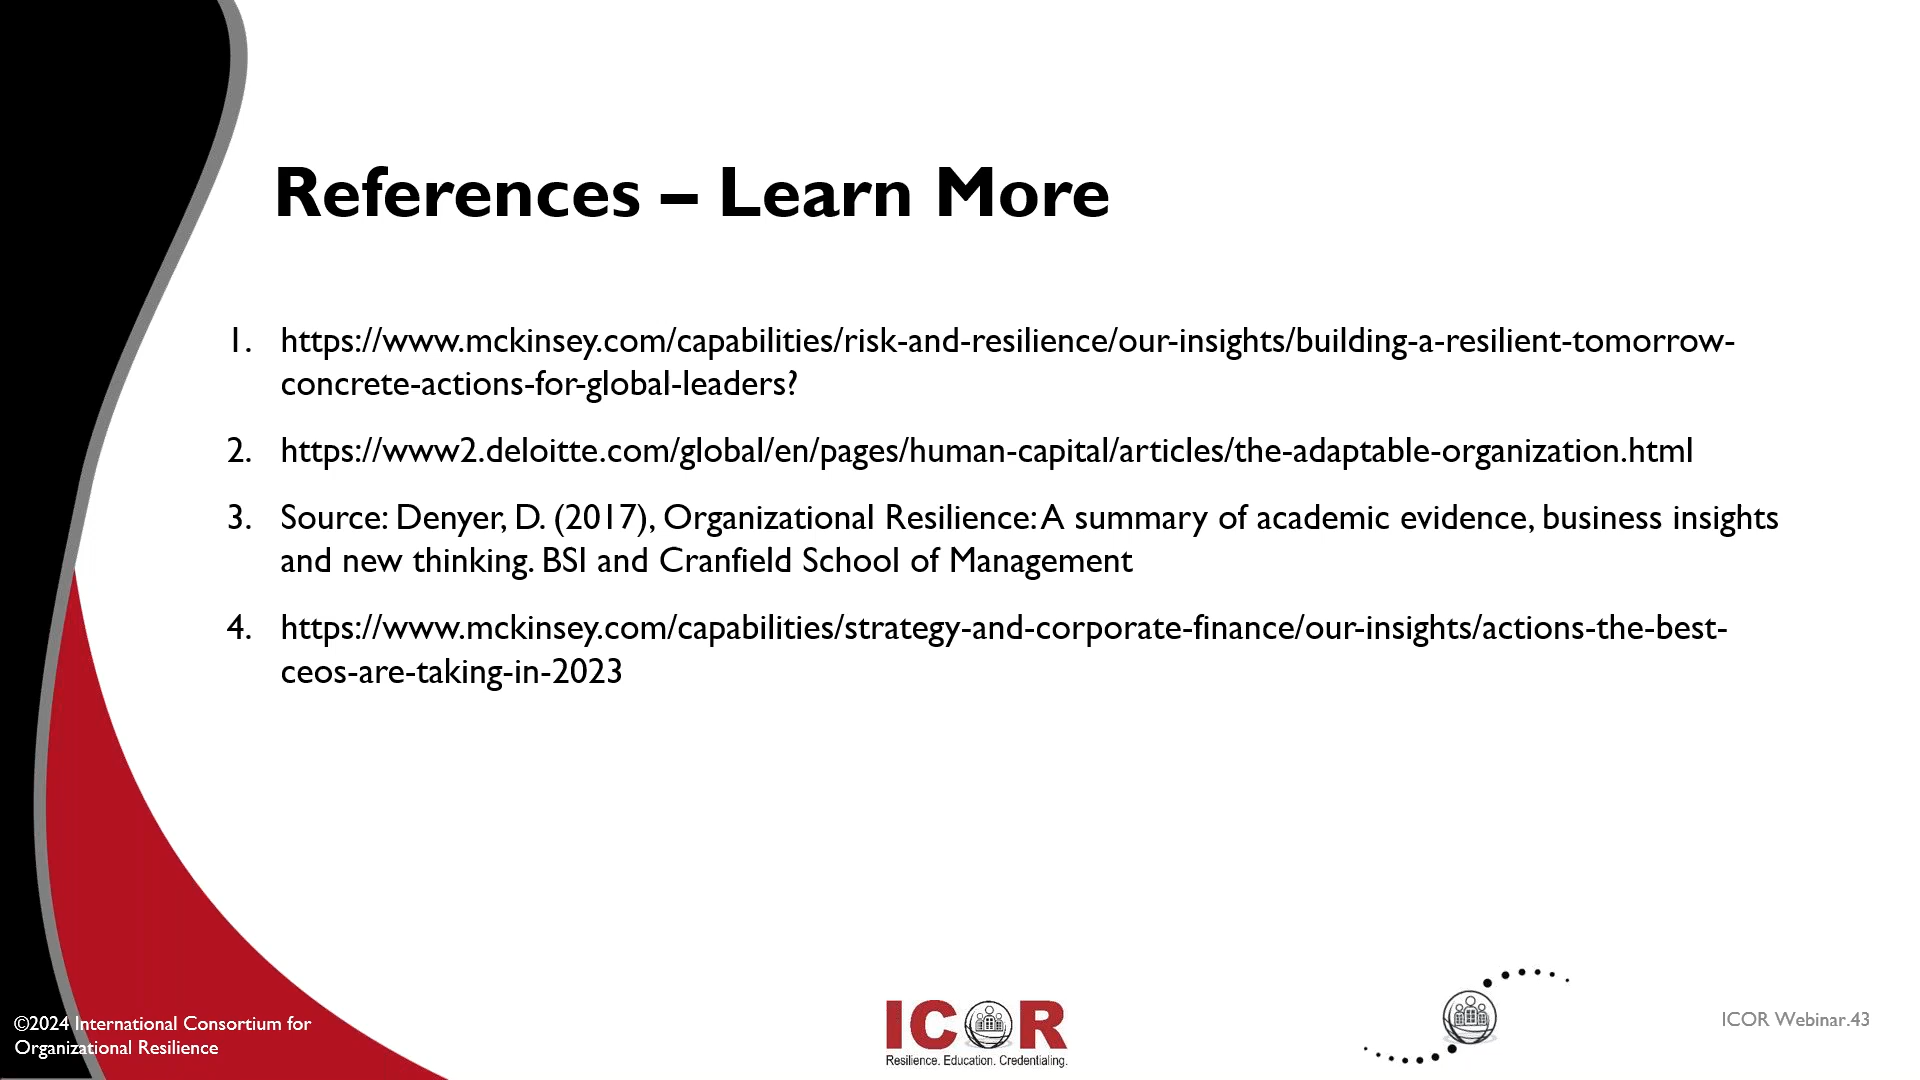 References – Learn More
1. https://www.mckinsey.com/capabilities/risk-and-resilience/our-insights/building-a-resilient-tomorrow-
concrete-actions-for-global-leaders?
2. https://www2.deloitte.com/global/en/pages/human-capital/articles/the-adaptable-organization.html
3. Source: Denyer, D. (2017), Organizational Resilience: A summary of academic evidence, business insights
and new thinking. BSI and Cranfield School of Management
4. https://www.mckinsey.com/capabilities/strategy-and-corporate-finance/our-insights/actions-the-best-
ceos-are-taking-in-2023
©2024 International Consortium for
Organizational Resilience
ICOR
Resilience. Education. Credentialing.
ICOR Webinar.43